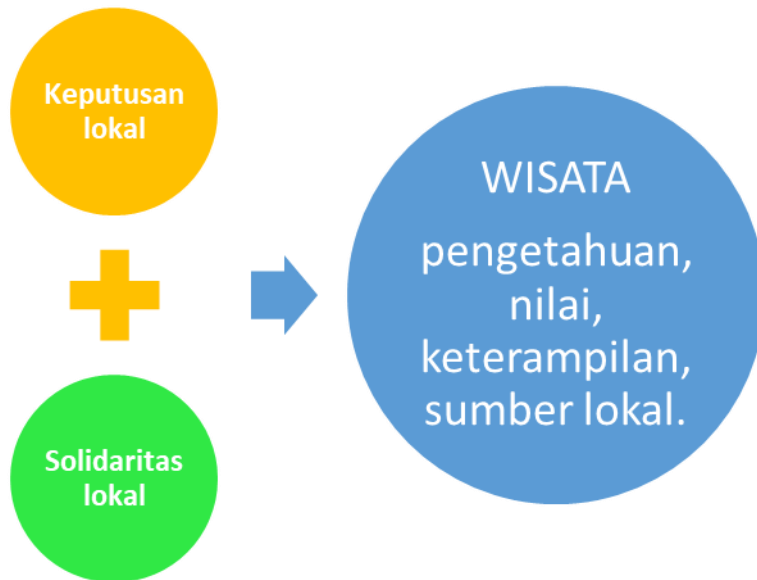 Keputusan
lokal
Solidaritas
lokal
WISATA
pengetahuan,
nilai,
keterampilan,
sumber lokal.